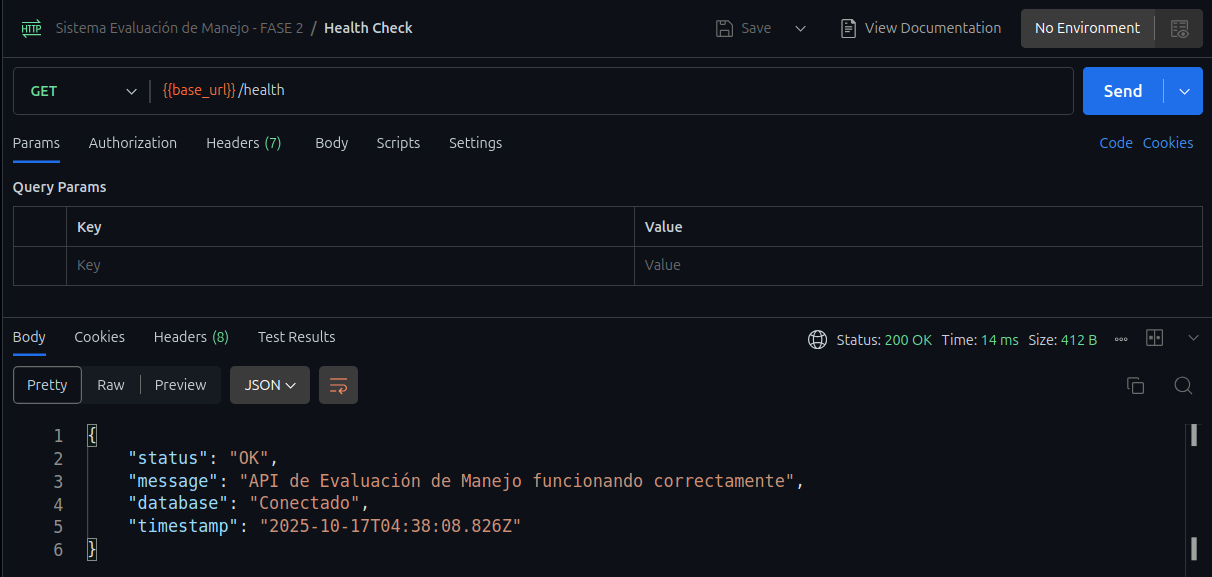 HTTP Sistema Evaluación de Manejo - FASE 2 / Health Check Save View Documentation No Environment
GET {{base_url}}/health Send
Params Authorization Headers (7) Body Scripts Settings Code Cookies
Query Params
Key Value
Key Value
Body Cookies Headers (8) Test Results Status: 200 OK Time: 14 ms Size: 412 B
Pretty Raw Preview JSON
1 {
2 "status": "OK",
3 "message": "API de Evaluación de Manejo funcionando correctamente",
4 "database": "Conectado",
5 "timestamp": "2025-10-17T04:38:08.826Z"
6 }